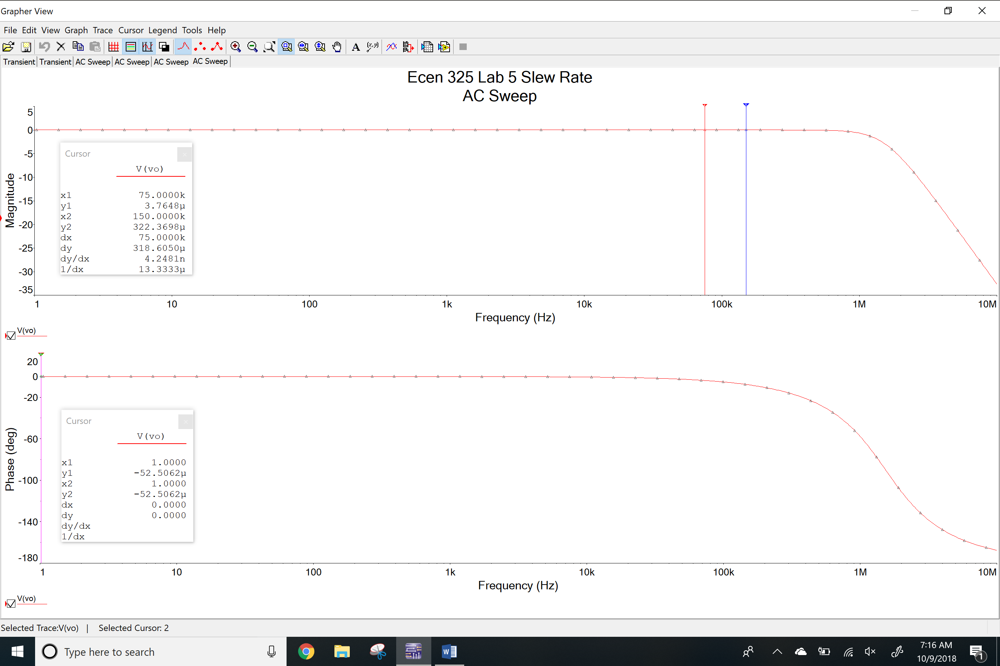 Grapher View
File Edit View Graph Trace Cursor Legend Tools Help
A (x,y)
Transient Transient AC Sweep AC Sweep AC Sweep AC Sweep
Ecen 325 Lab 5 Slew Rate
AC Sweep
Magnitude
5
0
-5
-10
-15
-20
-25
-30
-35
Cursor
V(vo)
x1 75.0000k
y1 3.7648µ
x2 150.0000k
y2 322.3698µ
dx 75.0000k
dy 318.6050µ
dy/dx 4.2481n
1/dx 13.3333µ
1 10 100 1k 10k 100k 1M 10M
Frequency (Hz)
V(vo)
Phase (deg)
20
0
-20
-60
-100
-140
-180
Cursor
V(vo)
x1 1.0000
y1 -52.5062µ
x2 1.0000
y2 -52.5062µ
dx 0.0000
dy 0.0000
dy/dx
1/dx
1 10 100 1k 10k 100k 1M 10M
Frequency (Hz)
V(vo)
Selected Trace:V(vo) | Selected Cursor: 2
Type here to search
W
7:16 AM
10/9/2018
1